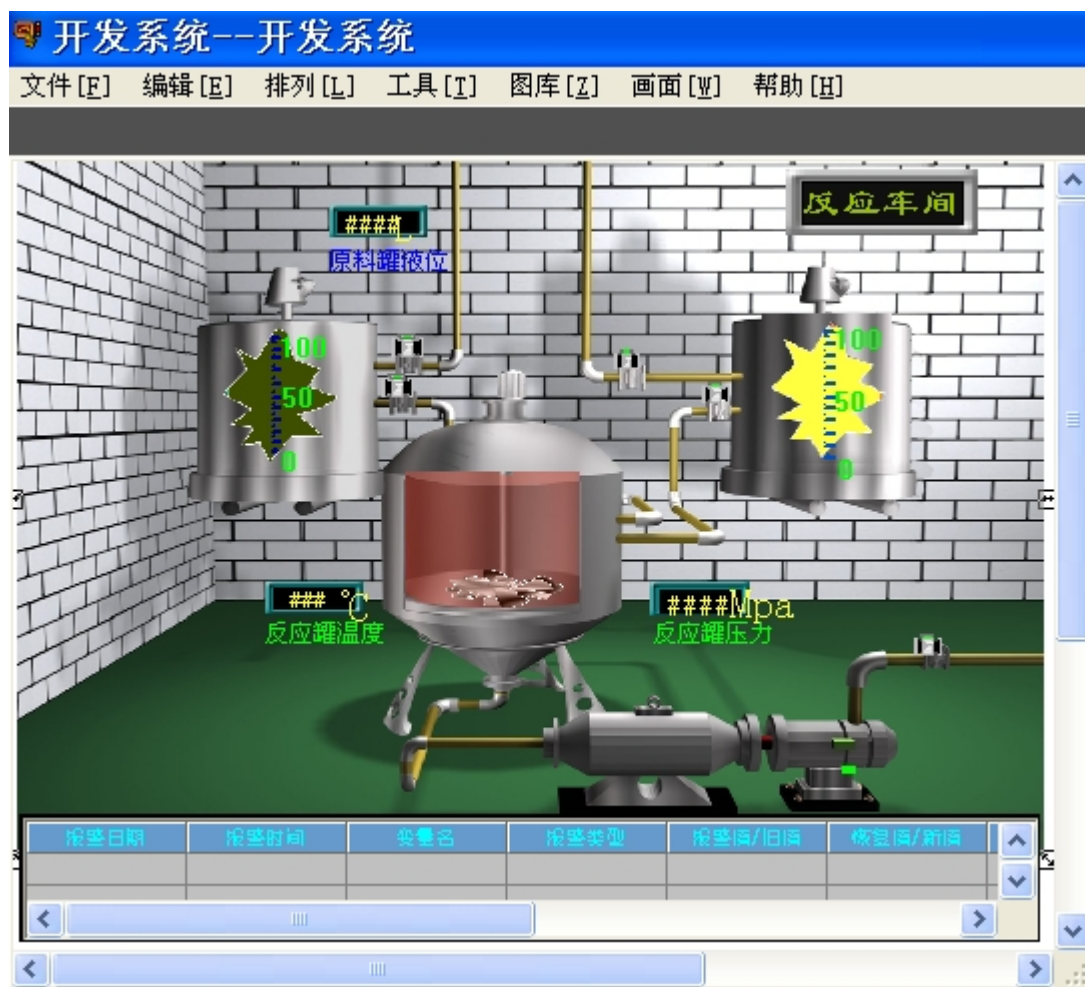 开发系统--开发系统
文件[F] 编辑[E] 排列[L] 工具[T] 图库[Z] 画面[W] 帮助[H]
反应车间
####L
原料罐液位
100
50
0
100
50
0
### ℃
反应罐温度
####Mpa
反应罐压力
报警日期 报警时间 变量名 报警类型 报警值/旧值 恢复值/新值